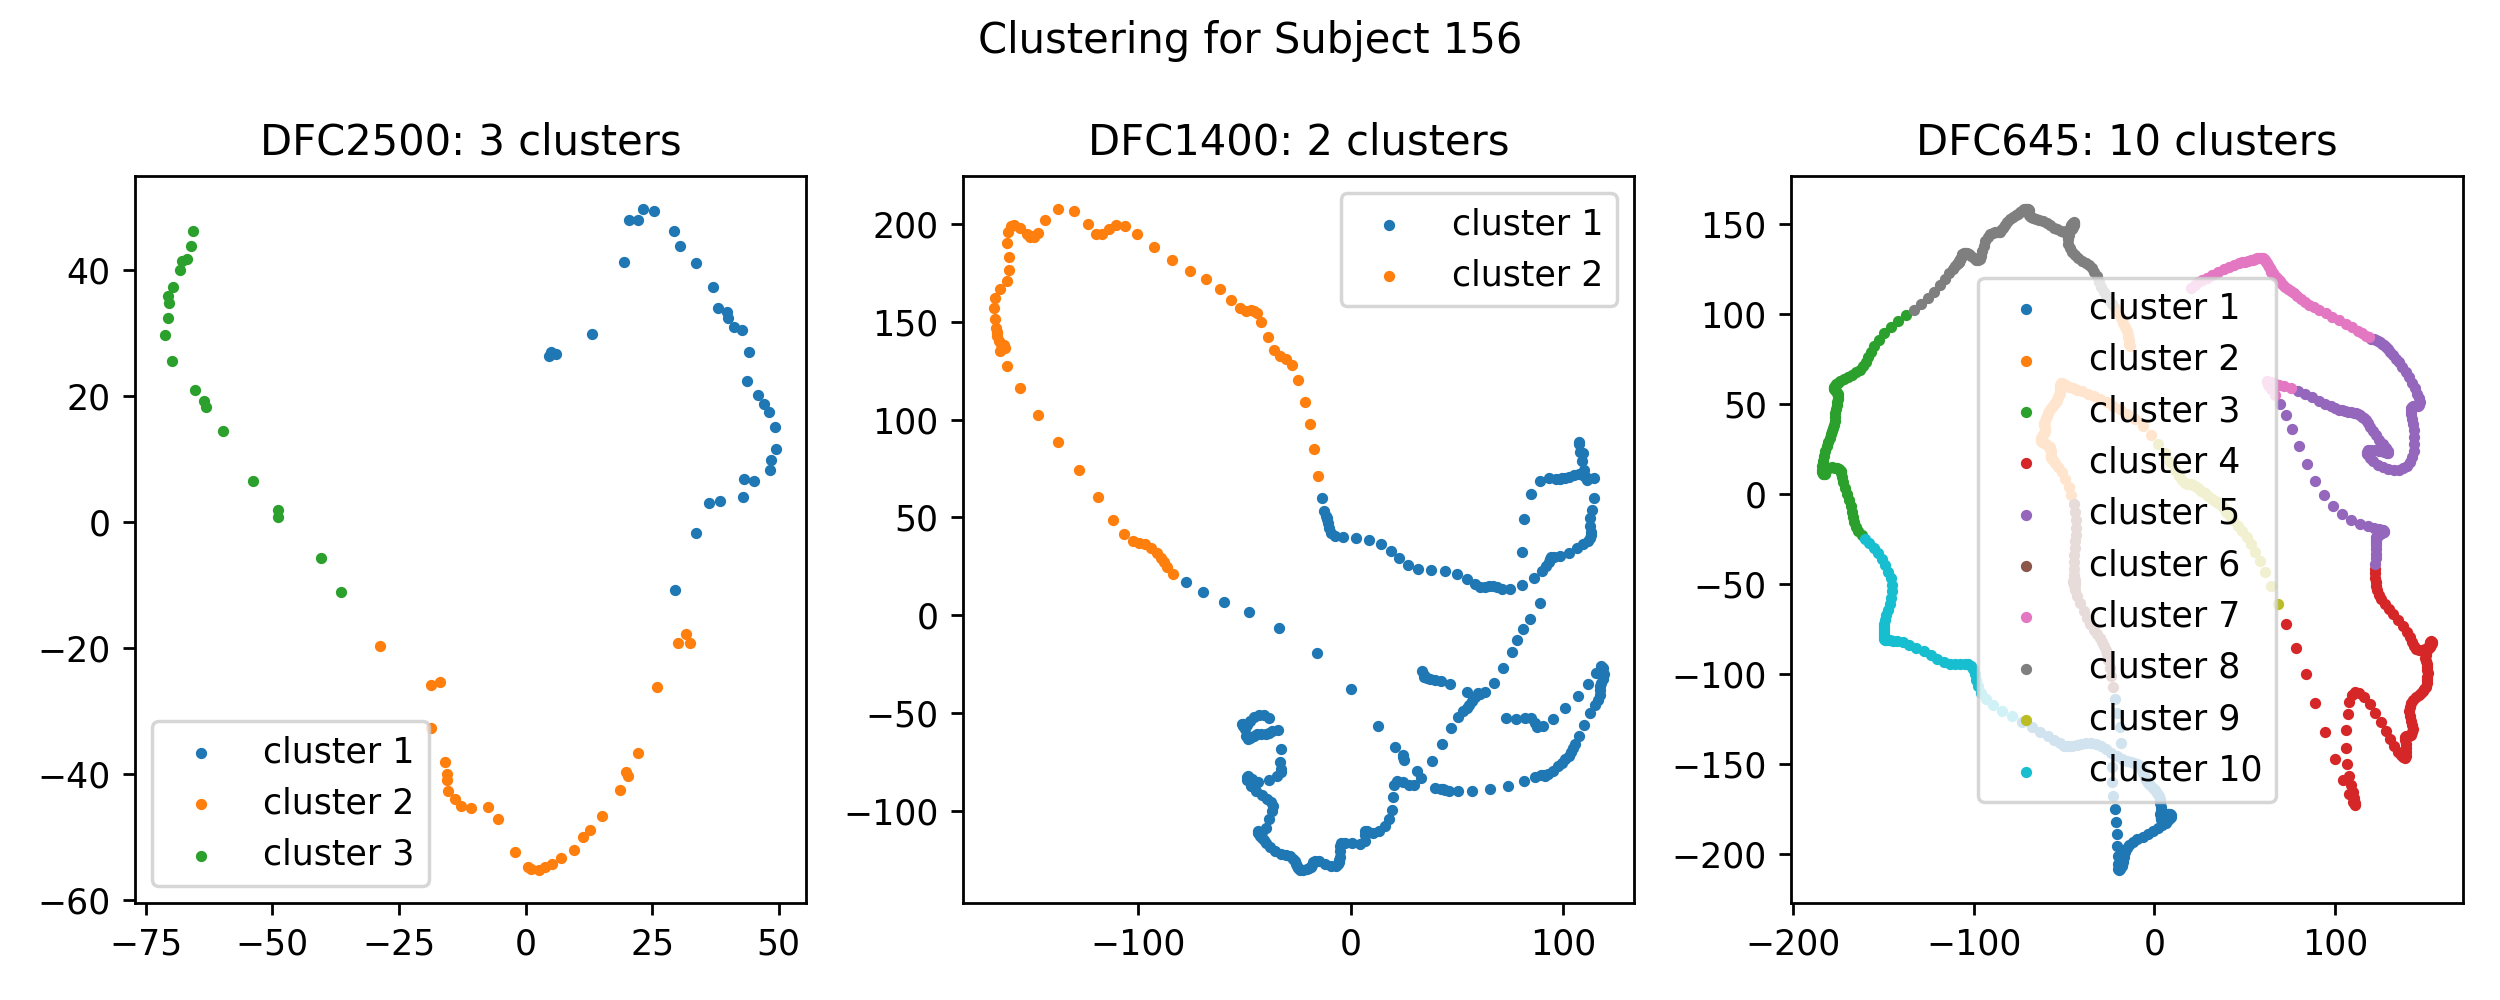 Clustering for Subject 156
DFC2500: 3 clusters
40
20
0
−20
−40
−60
−75
−50
−25
0
25
50
cluster 1
cluster 2
cluster 3
DFC1400: 2 clusters
200
150
100
50
0
−50
−100
−100
0
100
cluster 1
cluster 2
DFC645: 10 clusters
150
100
50
0
−50
−100
−150
−200
−200
−100
0
100
cluster 1
cluster 2
cluster 3
cluster 4
cluster 5
cluster 6
cluster 7
cluster 8
cluster 9
cluster 10